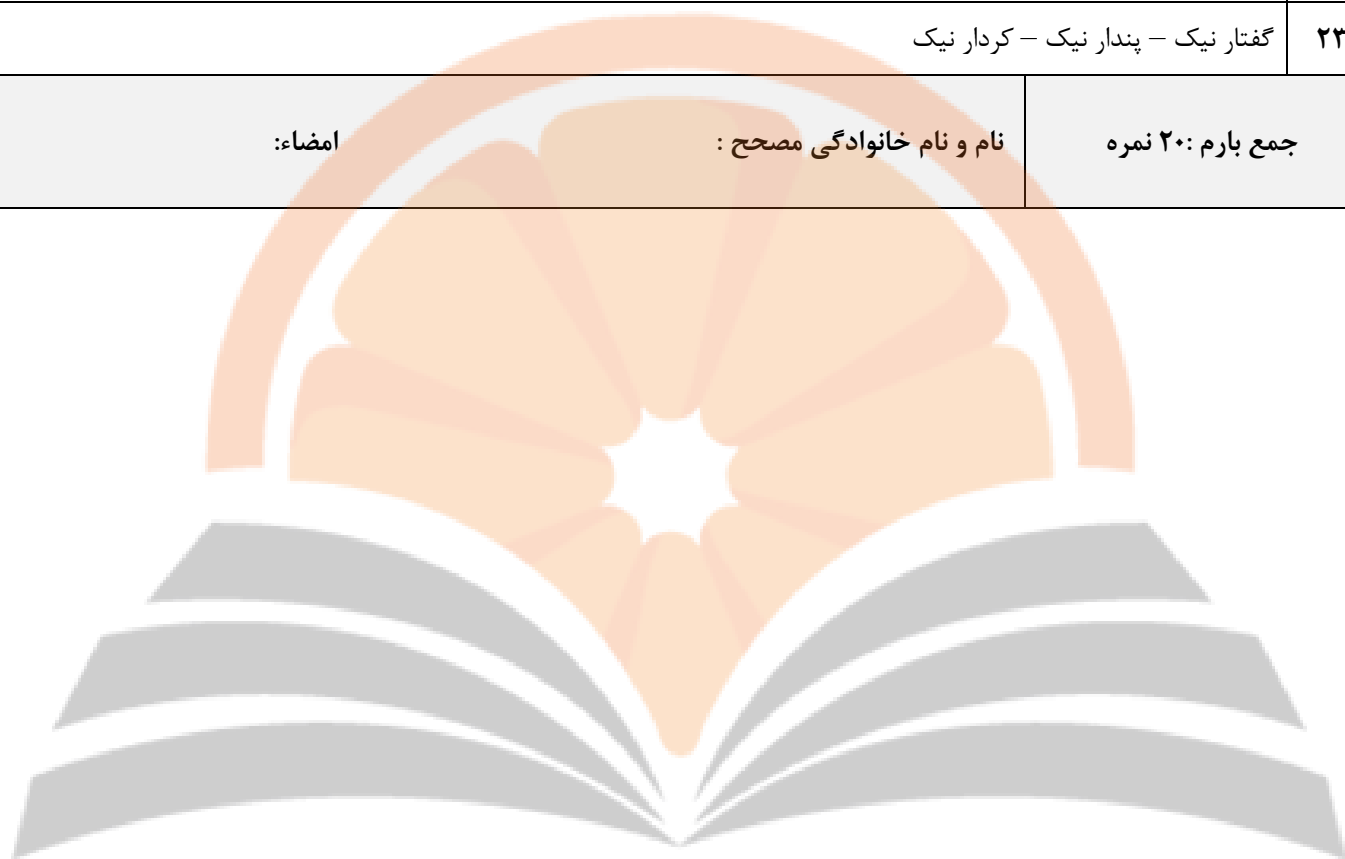 ۲۳ گفتار نیک – پندار نیک – کردار نیک
جمع بارم :۲۰ نمره نام و نام خانوادگی مصحح : امضاء: